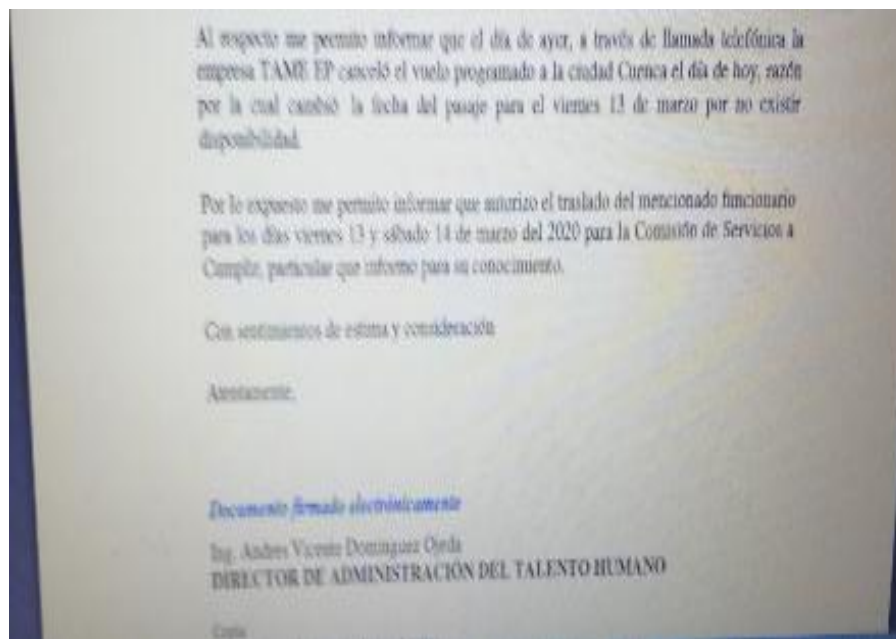 Al respecto me permito informar que el día de ayer, a través de llamada telefónica la
empresa TAME EP canceló el vuelo programado a la ciudad Cuenca el día de hoy, razón
por la cual cambió la fecha del pasaje para el viernes 13 de marzo por no existir
disponibilidad.
Por lo expuesto me permito informar que autorizo el traslado del mencionado funcionario
para los días viernes 13 y sábado 14 de marzo del 2020 para la Comisión de Servicios a
Cumplir, particular que informo para su conocimiento.
Con sentimientos de estima y consideración
Atentamente,
Documento firmado electrónicamente
Ing. Andres Vicente Dominguez Ojeda
DIRECTOR DE ADMINISTRACIÓN DEL TALENTO HUMANO
Copia